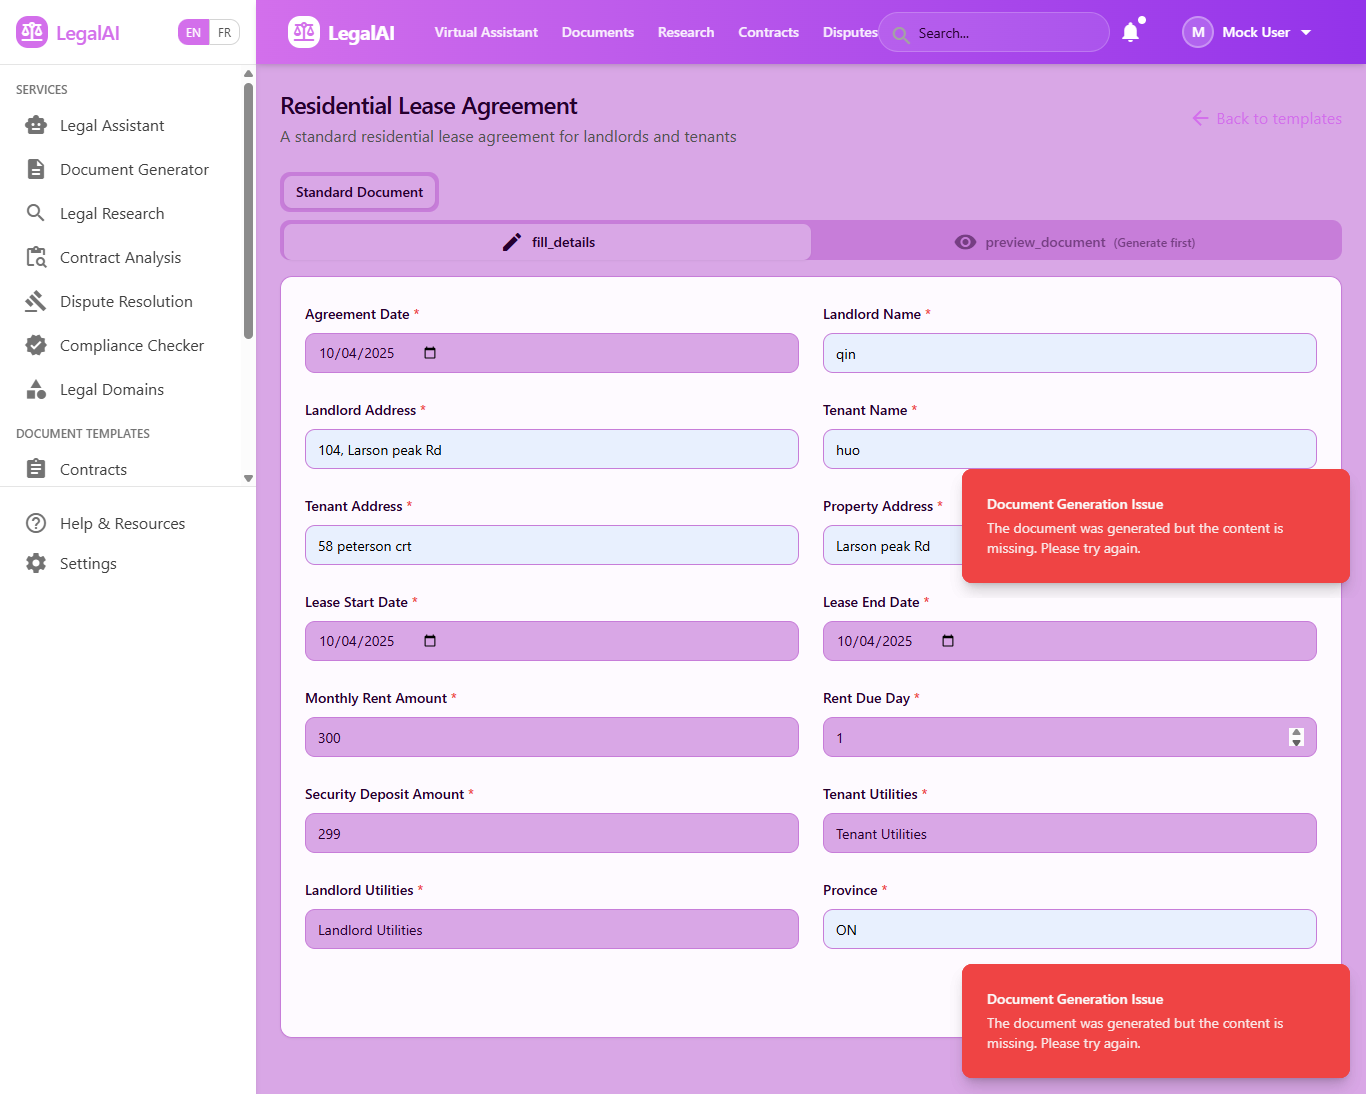 LegalAI
EN FR
LegalAI
Virtual Assistant Documents Research Contracts Disputes
Search...
M Mock User
SERVICES
Legal Assistant
Document Generator
Legal Research
Contract Analysis
Dispute Resolution
Compliance Checker
Legal Domains
DOCUMENT TEMPLATES
Contracts
Help & Resources
Settings
Residential Lease Agreement
A standard residential lease agreement for landlords and tenants
Back to templates
Standard Document
fill_details
preview_document (Generate first)
Agreement Date *
10/04/2025
Landlord Name *
qin
Landlord Address *
104, Larson peak Rd
Tenant Name *
huo
Tenant Address *
58 peterson crt
Property Address *
Larson peak Rd
Document Generation Issue
The document was generated but the content is
missing. Please try again.
Lease Start Date *
10/04/2025
Lease End Date *
10/04/2025
Monthly Rent Amount *
300
Rent Due Day *
1
Security Deposit Amount *
299
Tenant Utilities *
Tenant Utilities
Landlord Utilities *
Landlord Utilities
Province *
ON
Document Generation Issue
The document was generated but the content is
missing. Please try again.